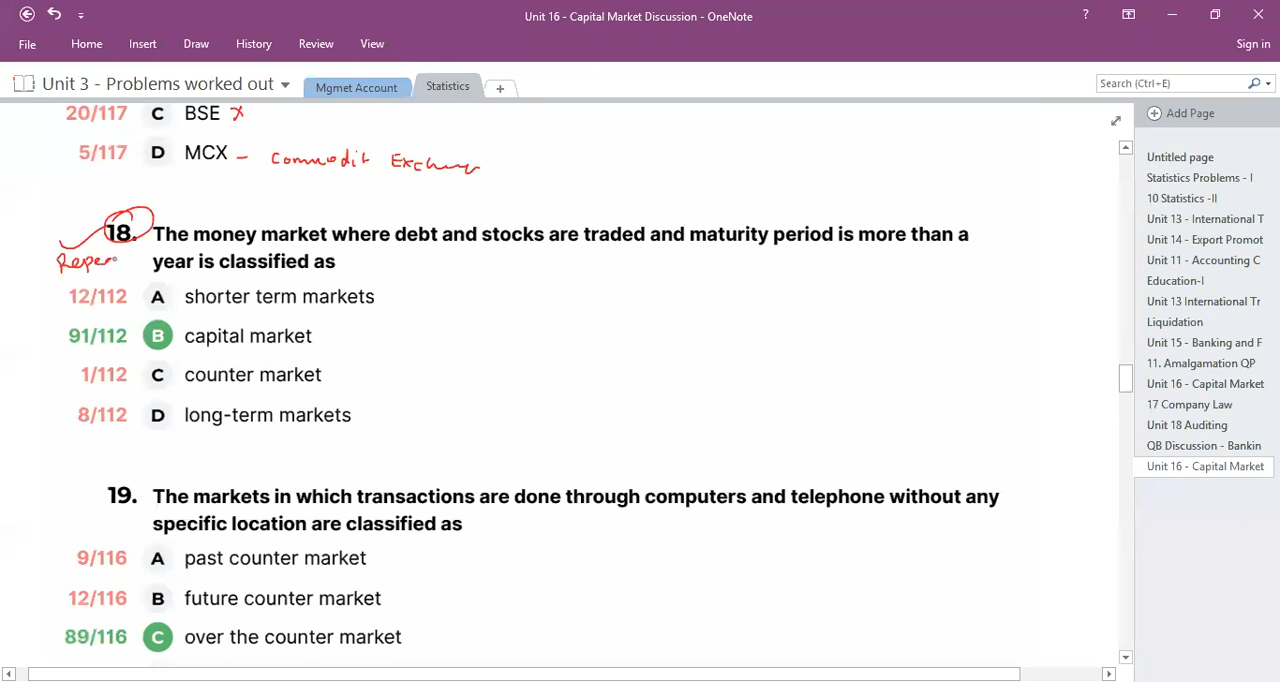 Unit 16 - Capital Market Discussion - OneNote
?
File Home Insert Draw History Review View Sign in
Unit 3 - Problems worked out Mgmet Account Statistics + Search (Ctrl+E)
Add Page
20/117 C BSE x
5/117 D MCX - Commodit Exchang
18. The money market where debt and stocks are traded and maturity period is more than a
Repea
year is classified as
12/112 A shorter term markets
91/112 B capital market
1/112 C counter market
8/112 D long-term markets
19. The markets in which transactions are done through computers and telephone without any
specific location are classified as
9/116 A past counter market
12/116 B future counter market
89/116 C over the counter market
Untitled page
Statistics Problems - I
10 Statistics -II
Unit 13 - International T
Unit 14 - Export Promot
Unit 11 - Accounting C
Education-I
Unit 13 International Tr
Liquidation
Unit 15 - Banking and F
11. Amalgamation QP
Unit 16 - Capital Market
17 Company Law
Unit 18 Auditing
QB Discussion - Bankin
Unit 16 - Capital Market